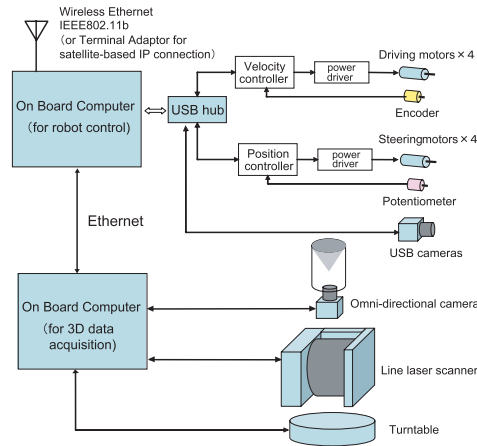 Wireless Ethernet
IEEE802.11b
(or Terminal Adaptor for
satellite-based IP connection)
On Board Computer
(for robot control)
USB hub
Velocity
controller
power
driver
Driving motors×4
Encoder
Position
controller
power
driver
Steeringmotors×4
Potentiometer
USB cameras
Ethernet
On Board Computer
(for 3D data
acquisition)
Omni-directional camera
Line laser scanner
Turntable